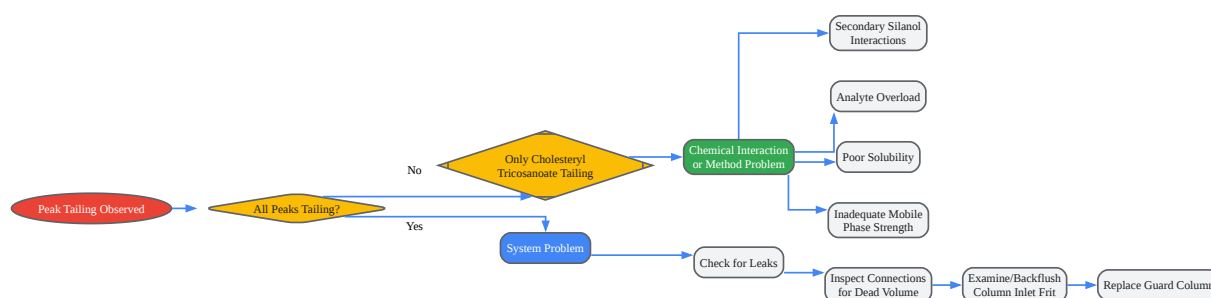 Secondary Silanol
Interactions
Analyte Overload
Only Cholesteryl
Tricosanoate Tailing
Chemical Interaction
or Method Problem
Poor Solubility
No
Peak Tailing Observed
All Peaks Tailing?
Yes
Inadequate Mobile
Phase Strength
System Problem
Check for Leaks
Inspect Connections
for Dead Volume
Examine/Backflush
Column Inlet Frit
Replace Guard Column